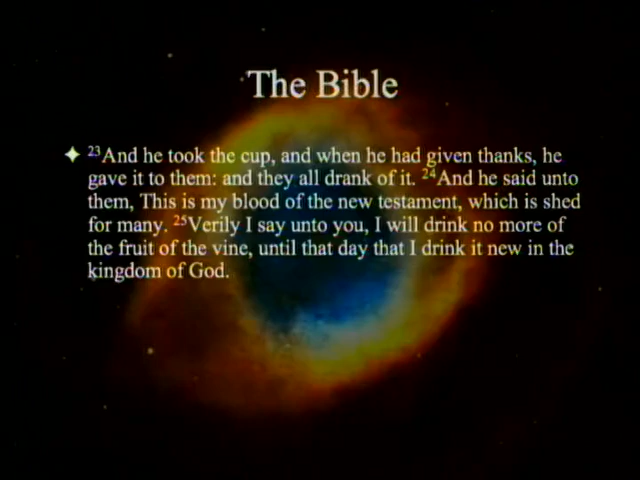 The Bible
²³And he took the cup, and when he had given thanks, he
gave it to them: and they all drank of it. ²⁴And he said unto
them, This is my blood of the new testament, which is shed
for many. ²⁵Verily I say unto you, I will drink no more of
the fruit of the vine, until that day that I drink it new in the
kingdom of God.